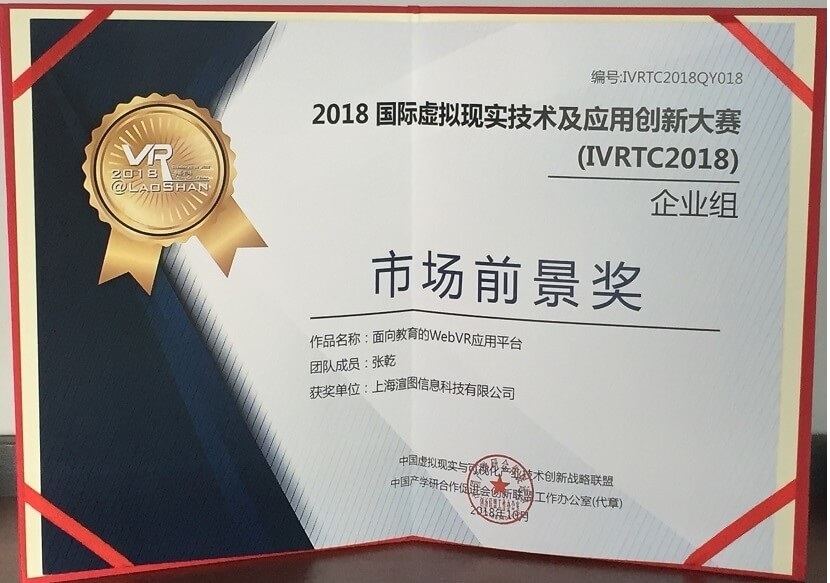 编号:IVRTC2018QY018
2018 国际虚拟现实技术及应用创新大赛
(IVRTC2018)
企业组
VR
2018
@LAOSHAN
市场前景奖
作品名称：面向教育的WebVR应用平台
团队成员：张乾
获奖单位：上海渲图信息科技有限公司
中国虚拟现实与可视化产业技术创新战略联盟
中国产学研合作促进会创新联盟工作办公室(代章)
2018年10月